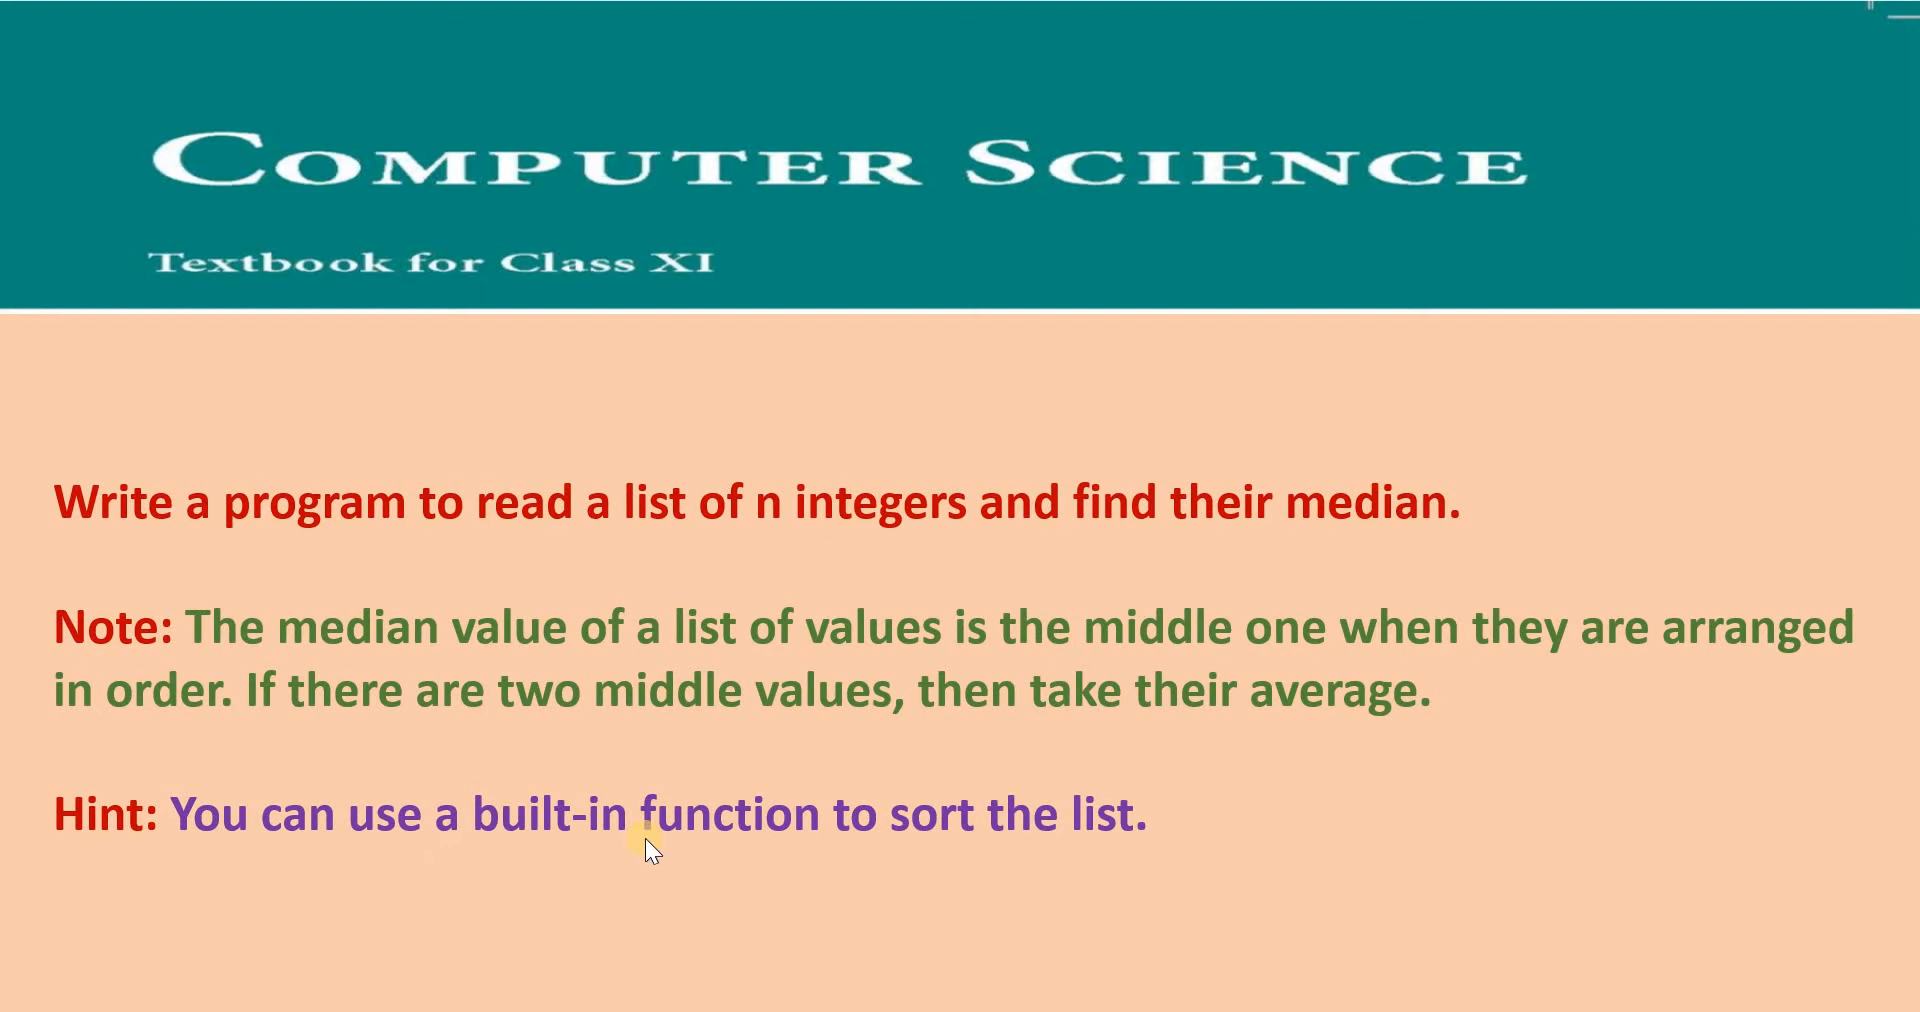 COMPUTER SCIENCE
Textbook for Class XI
Write a program to read a list of n integers and find their median.
Note: The median value of a list of values is the middle one when they are arranged
in order. If there are two middle values, then take their average.
Hint: You can use a built-in function to sort the list.